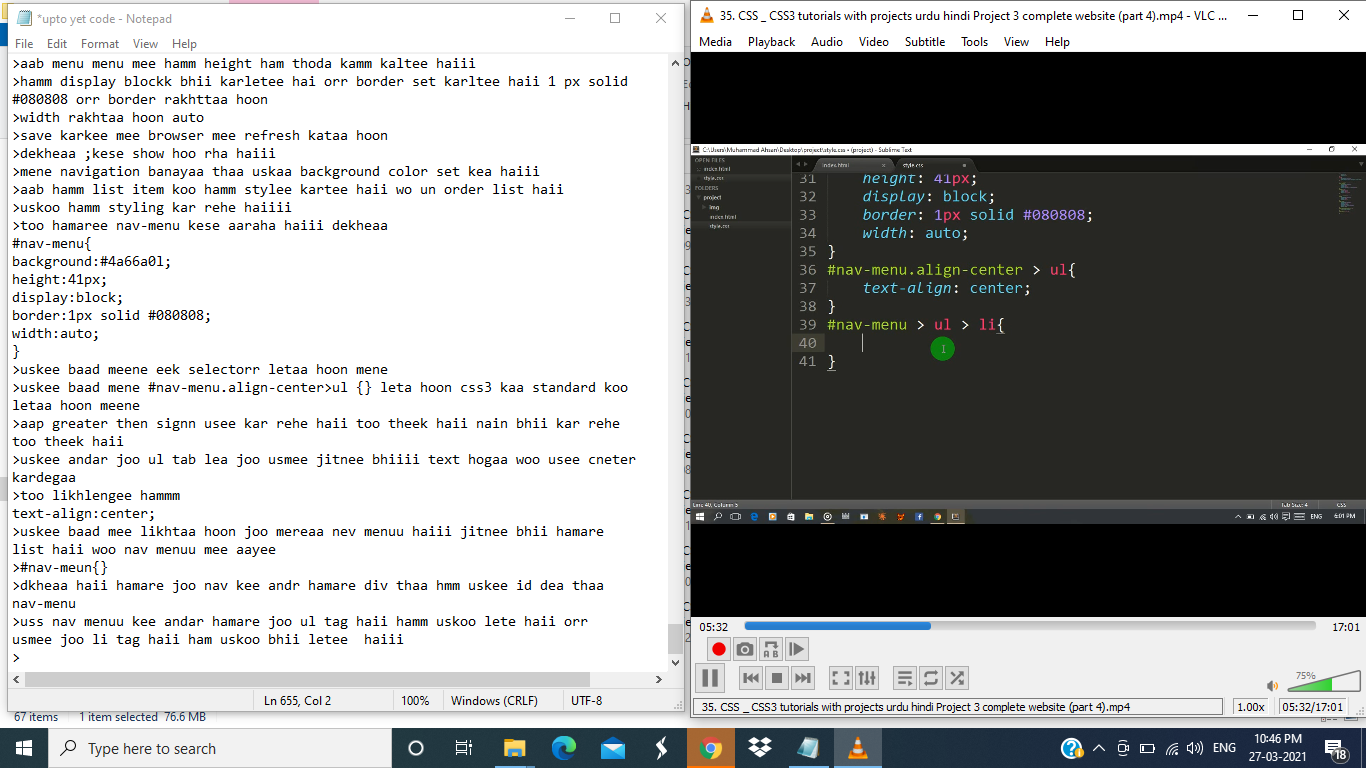 *upto yet code - Notepad
File Edit Format View Help
>aab menu menu mee hamm height ham thoda kamm kaltee haiii
>hamm display blockk bhii karletee hai orr border set karltee haii 1 px solid
#080808 orr border rakhttaa hoon
>width rakhtaa hoon auto
>save karkee mee browser mee refresh kataa hoon
>dekheaa ;kese show hoo rha haiii
>mene navigation banayaa thaa uskaa background color set kea haiii
>aab hamm list item koo hamm stylee kartee haii wo un order list haii
>uskoo hamm styling kar rehe haiiii
>too hamaree nav-menu kese aaraha haiii dekheaa
#nav-menu{
background:#4a66a0l;
height:41px;
display:block;
border:1px solid #080808;
width:auto;
}
>uskee baad meene eek selectorr letaa hoon mene
>uskee baad mene #nav-menu.align-center>ul {} leta hoon css3 kaa standard koo
letaa hoon meene
>aap greater then signn usee kar rehe haii too theek haii nain bhii kar rehe
too theek haii
>uskee andar joo ul tab lea joo usmee jitnee bhiiii text hogaa woo usee cneter
kardegaa
>too likhlengee hammm
text-align:center;
>uskee baad mee likhtaa hoon joo mereaa nev menuu haiii jitnee bhii hamare
list haii woo nav menuu mee aayee
>#nav-meun{}
>dkheaa haii hamare joo nav kee andr hamare div thaa hmm uskee id dea thaa
nav-menu
>uss nav menuu kee andar hamare joo ul tag haii hamm uskoo lete haii orr
usmee joo li tag haii ham uskoo bhii letee  haiii
>
Ln 655, Col 2 100% Windows (CRLF) UTF-8
67 items 1 item selected 76.6 MB
35. CSS _ CSS3 tutorials with projects urdu hindi Project 3 complete website (part 4).mp4 - VLC ...
Media Playback Audio Video Subtitle Tools View Help
C:\Users\Muhammad Ahsan\Desktop\project\style.css • (project) - Sublime Text
OPEN FILES
index.html
style.css
FOLDERS
project
img
index.html
style.css
index.html style.css
31 height: 41px;
32 display: block;
33 border: 1px solid #080808;
34 width: auto;
35 }
36 #nav-menu.align-center > ul{
37 text-align: center;
38 }
39 #nav-menu > ul > li{
40
41 }
Line 40, Column 5 Tab Size: 4 CSS
ENG 6:01 PM
05:32 17:01
75%
35. CSS _ CSS3 tutorials with projects urdu hindi Project 3 complete website (part 4).mp4 1.00x 05:32/17:01
Type here to search
ENG 10:46 PM
27-03-2021
18